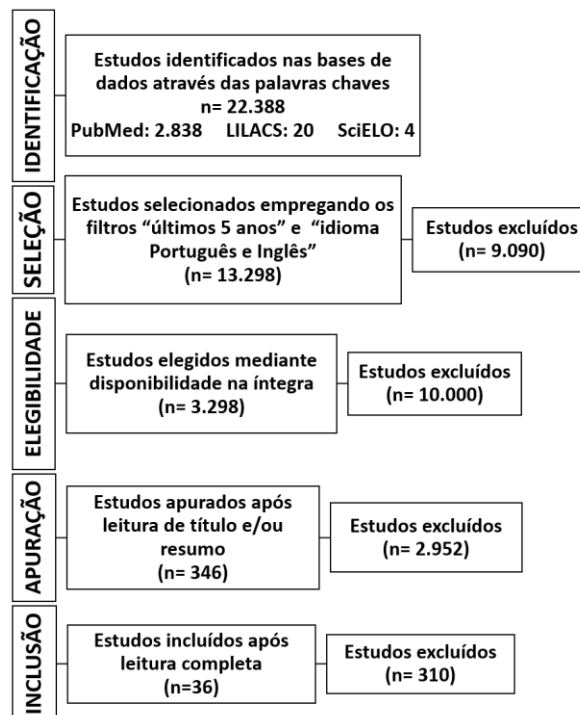 IDENTIFICAÇÃO
Estudos identificados nas bases de
dados através das palavras chaves
n= 22.388
PubMed: 2.838 LILACS: 20 SciELO: 4
SELEÇÃO
Estudos selecionados empregando os
filtros “últimos 5 anos” e “idioma
Português e Inglês”
(n= 13.298)
Estudos excluídos
(n= 9.090)
ELEGIBILIDADE
Estudos elegidos mediante
disponibilidade na íntegra
(n= 3.298)
Estudos excluídos
(n= 10.000)
APURAÇÃO
Estudos apurados após
leitura de título e/ou
resumo
(n= 346)
Estudos excluídos
(n= 2.952)
INCLUSÃO
Estudos incluídos após
leitura completa
(n=36)
Estudos excluídos
(n= 310)